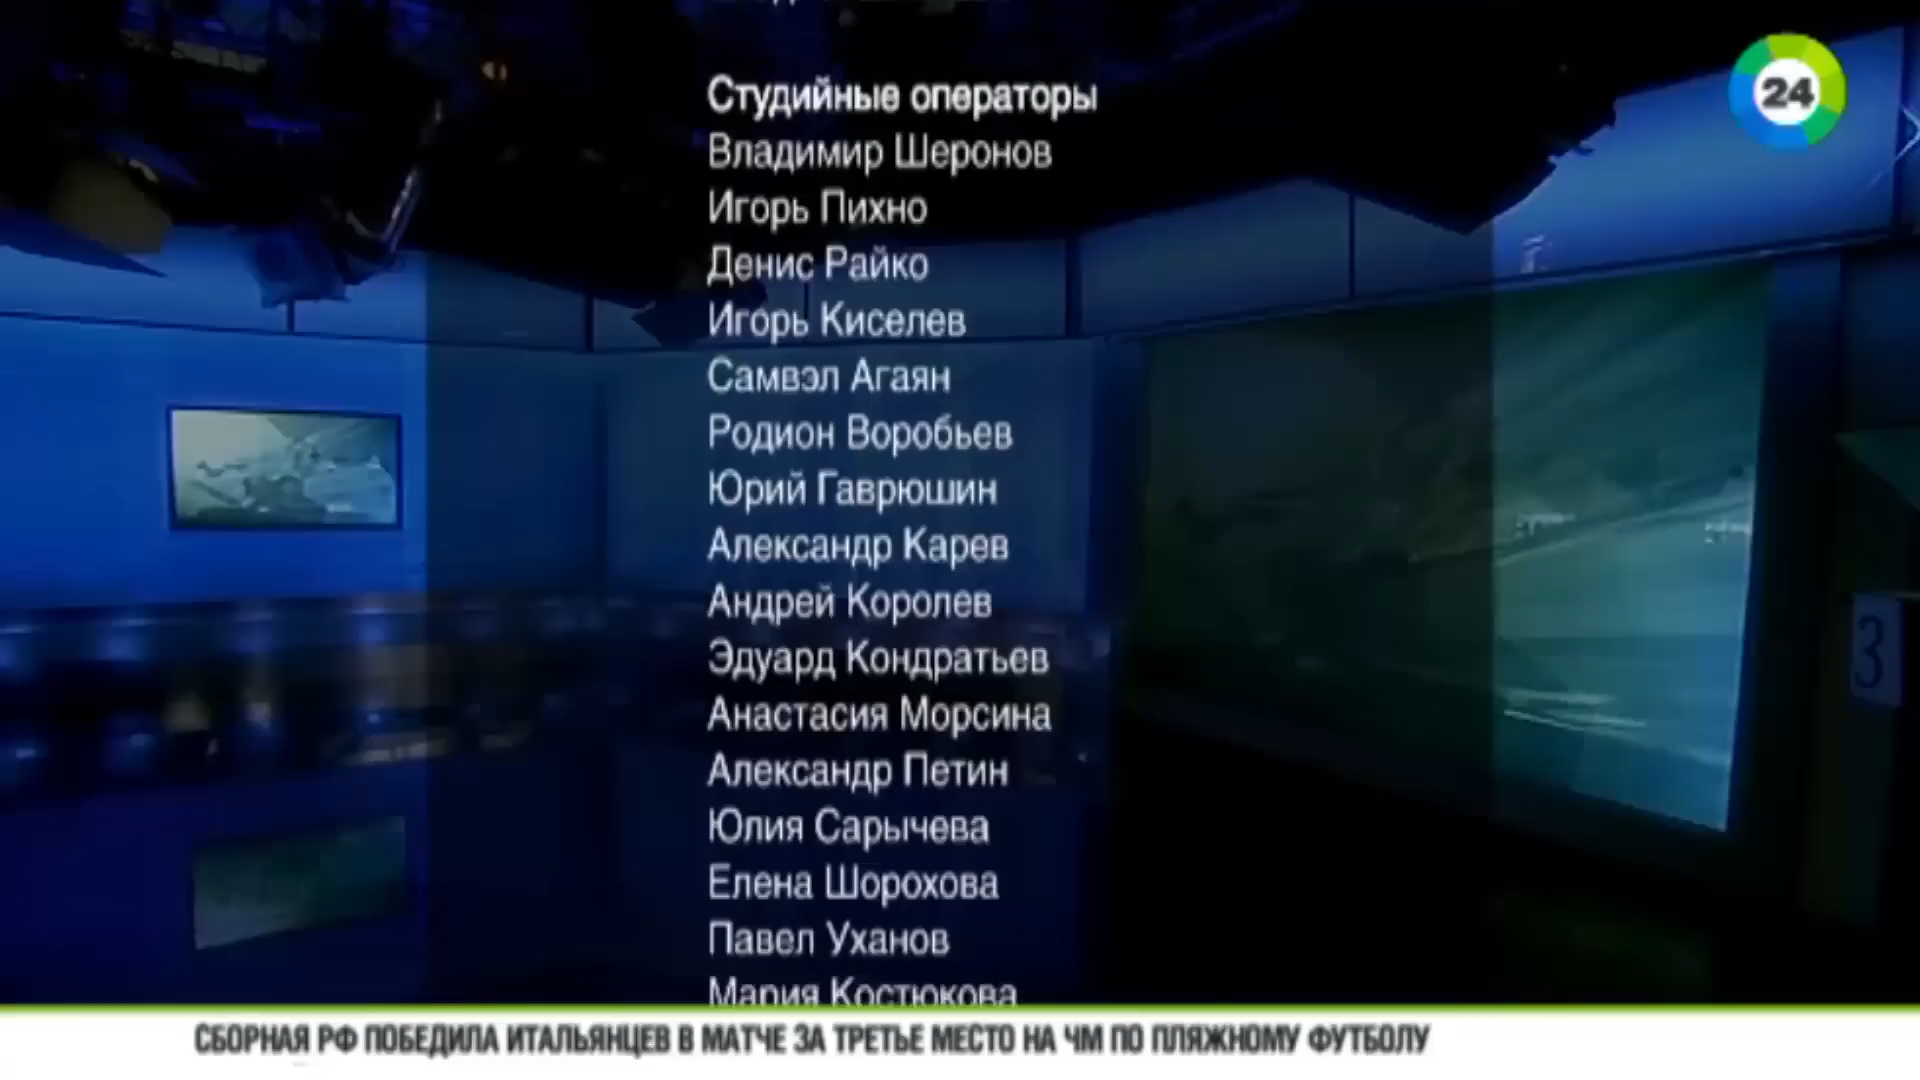 24
Студийные операторы
Владимир Шеронов
Игорь Пихно
Денис Райко
Игорь Киселев
Самвэл Агаян
Родион Воробьев
Юрий Гаврюшин
Александр Карев
Андрей Королев
Эдуард Кондратьев
Анастасия Морсина
Александр Петин
Юлия Сарычева
Елена Шорохова
Павел Уханов
Мария Костюкова
3
СБОРНАЯ РФ ПОБЕДИЛА ИТАЛЬЯНЦЕВ В МАТЧЕ ЗА ТРЕТЬЕ МЕСТО НА ЧМ ПО ПЛЯЖНОМУ ФУТБОЛУ